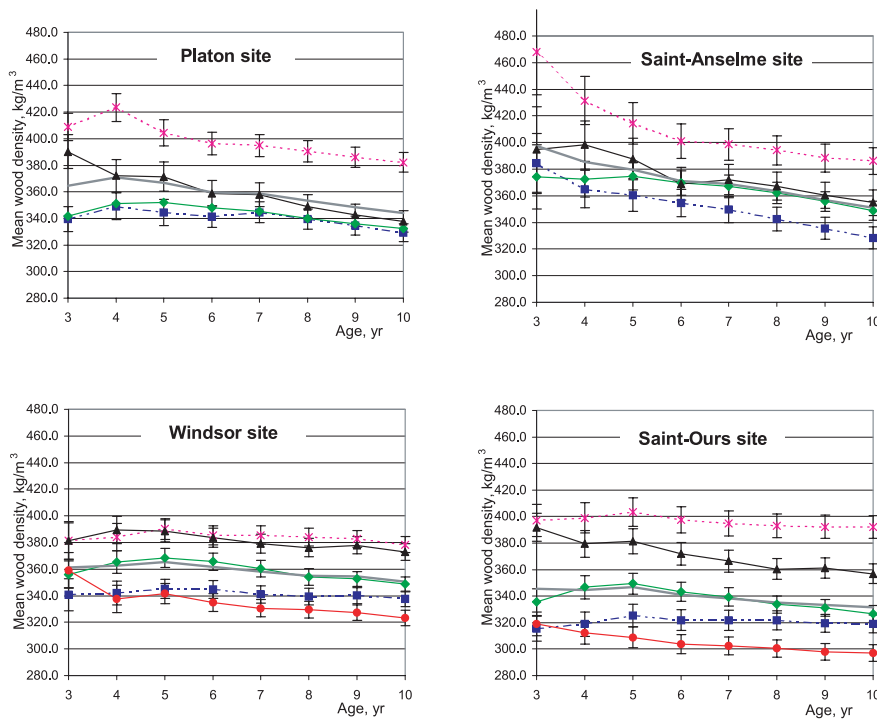 Platon site
Mean wood density, kg/m³
480.0
460.0
440.0
420.0
400.0
380.0
360.0
340.0
320.0
300.0
280.0
3 4 5 6 7 8 9 10
Age, yr
Saint-Anselme site
Mean wood density, kg/m³
480.0
460.0
440.0
420.0
400.0
380.0
360.0
340.0
320.0
300.0
280.0
3 4 5 6 7 8 9 10
Age, yr
Windsor site
Mean wood density, kg/m³
480.0
460.0
440.0
420.0
400.0
380.0
360.0
340.0
320.0
300.0
280.0
3 4 5 6 7 8 9 10
Age, yr
Saint-Ours site
Mean wood density, kg/m³
480.0
460.0
440.0
420.0
400.0
380.0
360.0
340.0
320.0
300.0
280.0
3 4 5 6 7 8 9 10
Age, yr